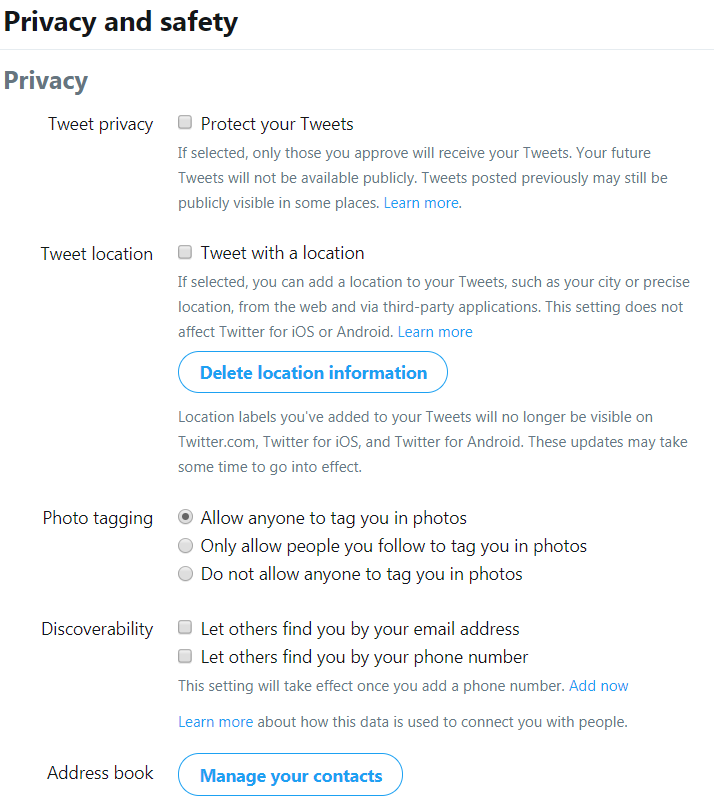 Privacy and safety
Privacy
Tweet privacy
Protect your Tweets
If selected, only those you approve will receive your Tweets. Your future
Tweets will not be available publicly. Tweets posted previously may still be
publicly visible in some places. Learn more.
Tweet location
Tweet with a location
If selected, you can add a location to your Tweets, such as your city or precise
location, from the web and via third-party applications. This setting does not
affect Twitter for iOS or Android. Learn more
Delete location information
Location labels you've added to your Tweets will no longer be visible on
Twitter.com, Twitter for iOS, and Twitter for Android. These updates may take
some time to go into effect.
Photo tagging
Allow anyone to tag you in photos
Only allow people you follow to tag you in photos
Do not allow anyone to tag you in photos
Discoverability
Let others find you by your email address
Let others find you by your phone number
This setting will take effect once you add a phone number. Add now
Learn more about how this data is used to connect you with people.
Address book
Manage your contacts